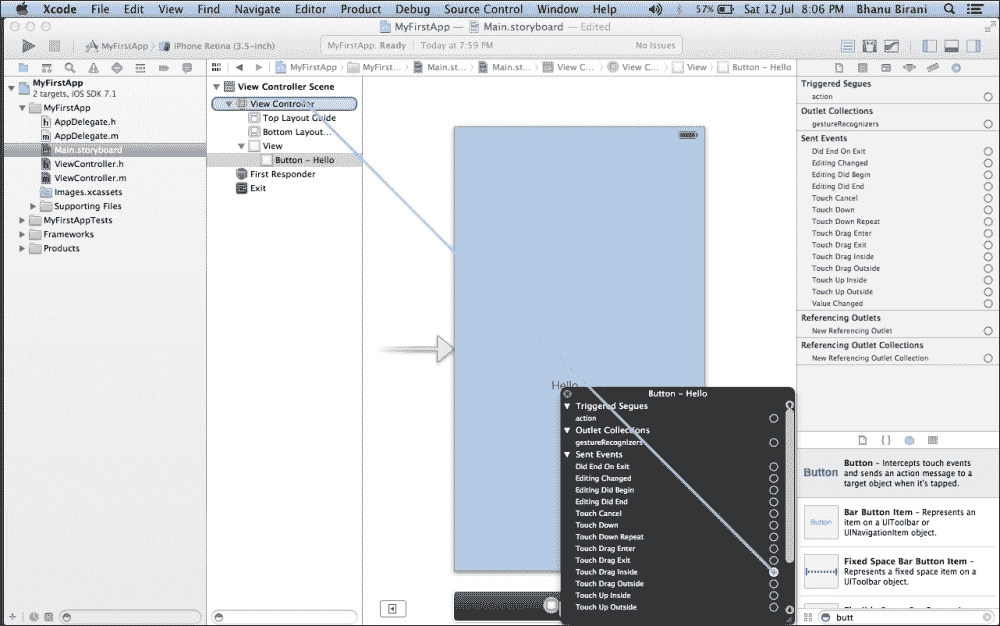 Xcode File Edit View Find Navigate Editor Product Debug Source Control Window Help 57% Sat 12 Jul 8:06 PM Bhanu Birani
MyFirstApp — Main.storyboard — Edited
MyFirstApp iPhone Retina (3.5-inch)
MyFirstApp: Ready Today at 7:59 PM No Issues
MyFirstApp MyFirst... Main.st... Main.st... View C... View C... View Button - Hello
MyFirstApp
2 targets, iOS SDK 7.1
MyFirstApp
AppDelegate.h
AppDelegate.m
Main.storyboard
ViewController.h
ViewController.m
Images.xcassets
Supporting Files
MyFirstAppTests
Frameworks
Products
View Controller Scene
View Controller
Top Layout Guide
Bottom Layout...
View
Button - Hello
First Responder
Exit
Hello
Button - Hello
Triggered Segues
action
Outlet Collections
gestureRecognizers
Sent Events
Did End On Exit
Editing Changed
Editing Did Begin
Editing Did End
Touch Cancel
Touch Down
Touch Down Repeat
Touch Drag Enter
Touch Drag Exit
Touch Drag Inside
Touch Drag Outside
Touch Up Inside
Touch Up Outside
Triggered Segues
action
Outlet Collections
gestureRecognizers
Sent Events
Did End On Exit
Editing Changed
Editing Did Begin
Editing Did End
Touch Cancel
Touch Down
Touch Down Repeat
Touch Drag Enter
Touch Drag Exit
Touch Drag Inside
Touch Drag Outside
Touch Up Inside
Touch Up Outside
Value Changed
Referencing Outlets
New Referencing Outlet
Referencing Outlet Collections
New Referencing Outlet Collection
{ }
Button
Button - Intercepts touch events
and sends an action message to a
target object when it's tapped.
Button
Bar Button Item - Represents an
item on a UIToolbar or
UINavigationItem object.
Fixed Space Bar Button Item -
Represents a fixed space item on a
UIToolbar object.
butt